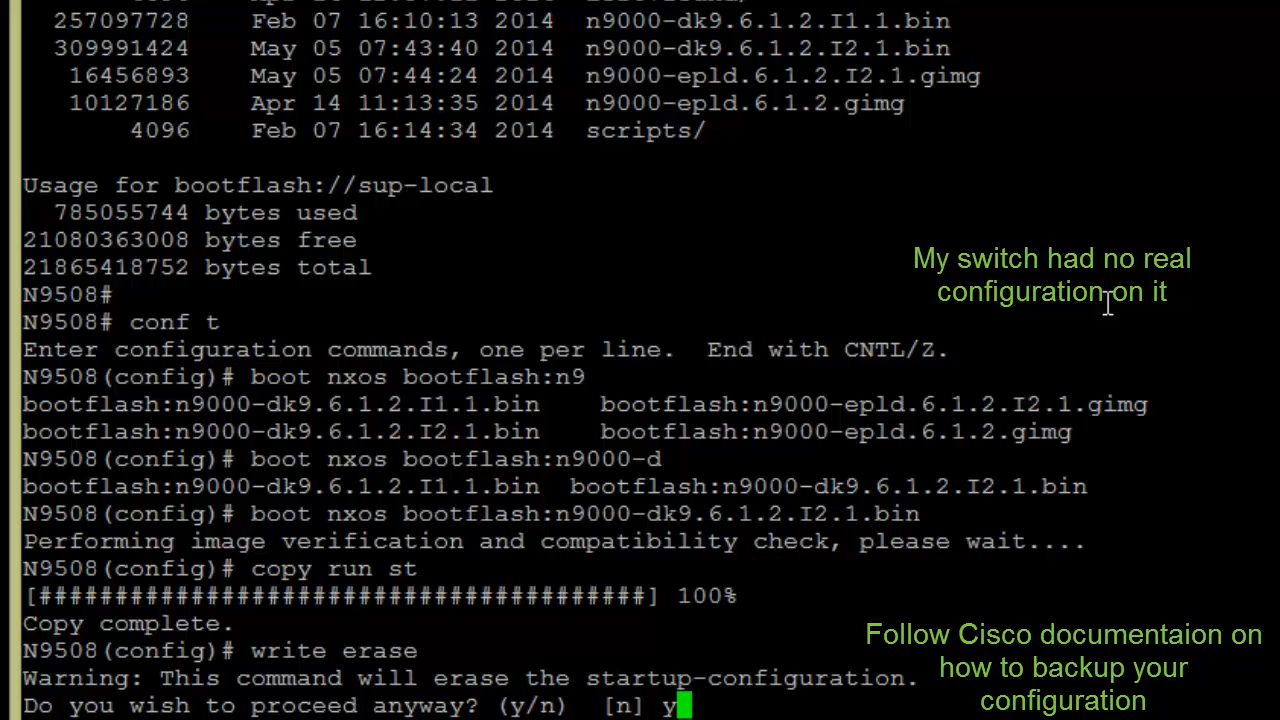 257097728    Feb 07 16:10:13 2014  n9000-dk9.6.1.2.I1.1.bin
309991424    May 05 07:43:40 2014  n9000-dk9.6.1.2.I2.1.bin
16456893    May 05 07:44:24 2014  n9000-epld.6.1.2.I2.1.gimg
10127186    Apr 14 11:13:35 2014  n9000-epld.6.1.2.gimg
4096    Feb 07 16:14:34 2014  scripts/
Usage for bootflash://sup-local
785055744 bytes used
21080363008 bytes free
21865418752 bytes total
My switch had no real
configuration on it
N9508#
N9508# conf t
Enter configuration commands, one per line.  End with CNTL/Z.
N9508(config)# boot nxos bootflash:n9
bootflash:n9000-dk9.6.1.2.I1.1.bin    bootflash:n9000-epld.6.1.2.I2.1.gimg
bootflash:n9000-dk9.6.1.2.I2.1.bin    bootflash:n9000-epld.6.1.2.gimg
N9508(config)# boot nxos bootflash:n9000-d
bootflash:n9000-dk9.6.1.2.I1.1.bin  bootflash:n9000-dk9.6.1.2.I2.1.bin
N9508(config)# boot nxos bootflash:n9000-dk9.6.1.2.I2.1.bin
Performing image verification and compatibility check, please wait....
N9508(config)# copy run st
[########################################] 100%
Copy complete.
N9508(config)# write erase
Warning: This command will erase the startup-configuration.
Do you wish to proceed anyway? (y/n)  [n] y
Follow Cisco documentaion on
how to backup your
configuration